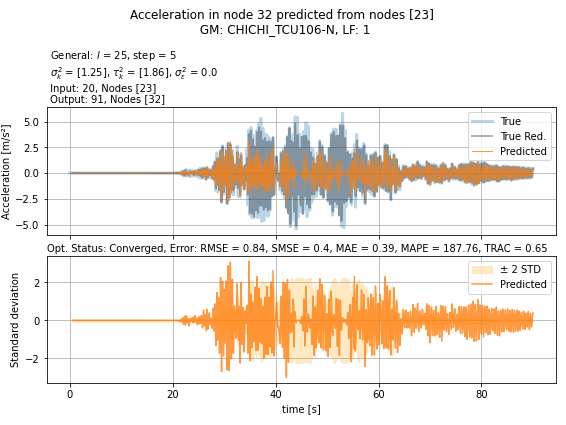 Acceleration in node 32 predicted from nodes [23]
GM: CHICHI_TCU106-N, LF: 1
General: l = 25, step = 5
σ²ₖ = [1.25], τ²ₖ = [1.86], σ²ε = 0.0
Input: 20, Nodes [23]
Output: 91, Nodes [32]
Acceleration [m/s²]
5.0
2.5
0.0
−2.5
−5.0
True
True Red.
Predicted
Opt. Status: Converged, Error: RMSE = 0.84, SMSE = 0.4, MAE = 0.39, MAPE = 187.76, TRAC = 0.65
Standard deviation
2
0
−2
± 2 STD
Predicted
0
20
40
60
80
time [s]